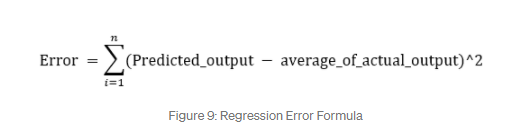 n
Error = ∑(Predicted_output − average_of_actual_output)^2
i=1
Figure 9: Regression Error Formula